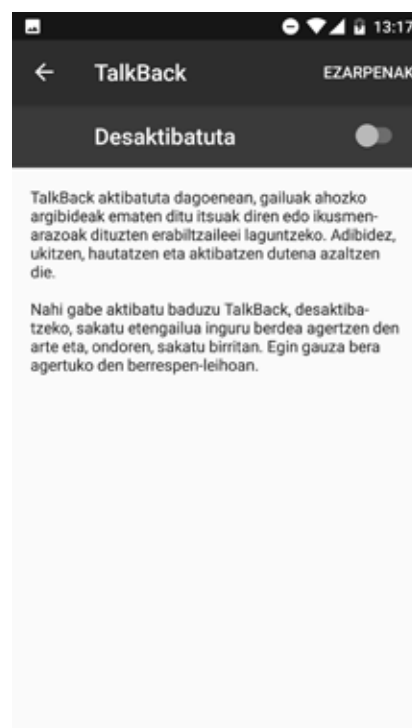 13:17
TalkBack EZARPENAK
Desaktibatuta
TalkBack aktibatuta dagoenean, gailuak ahozko
argibideak ematen ditu itsuak diren edo ikusmen-
arazoak dituzten erabiltzaileei laguntzeko. Adibidez,
ukitzen, hautatzen eta aktibatzen dutena azaltzen
die.
Nahi gabe aktibatu baduzu TalkBack, desaktiba-
tzeko, sakatu etengailua inguru berdea agertzen den
arte eta, ondoren, sakatu birritan. Egin gauza bera
agertuko den berrespen-leihoan.